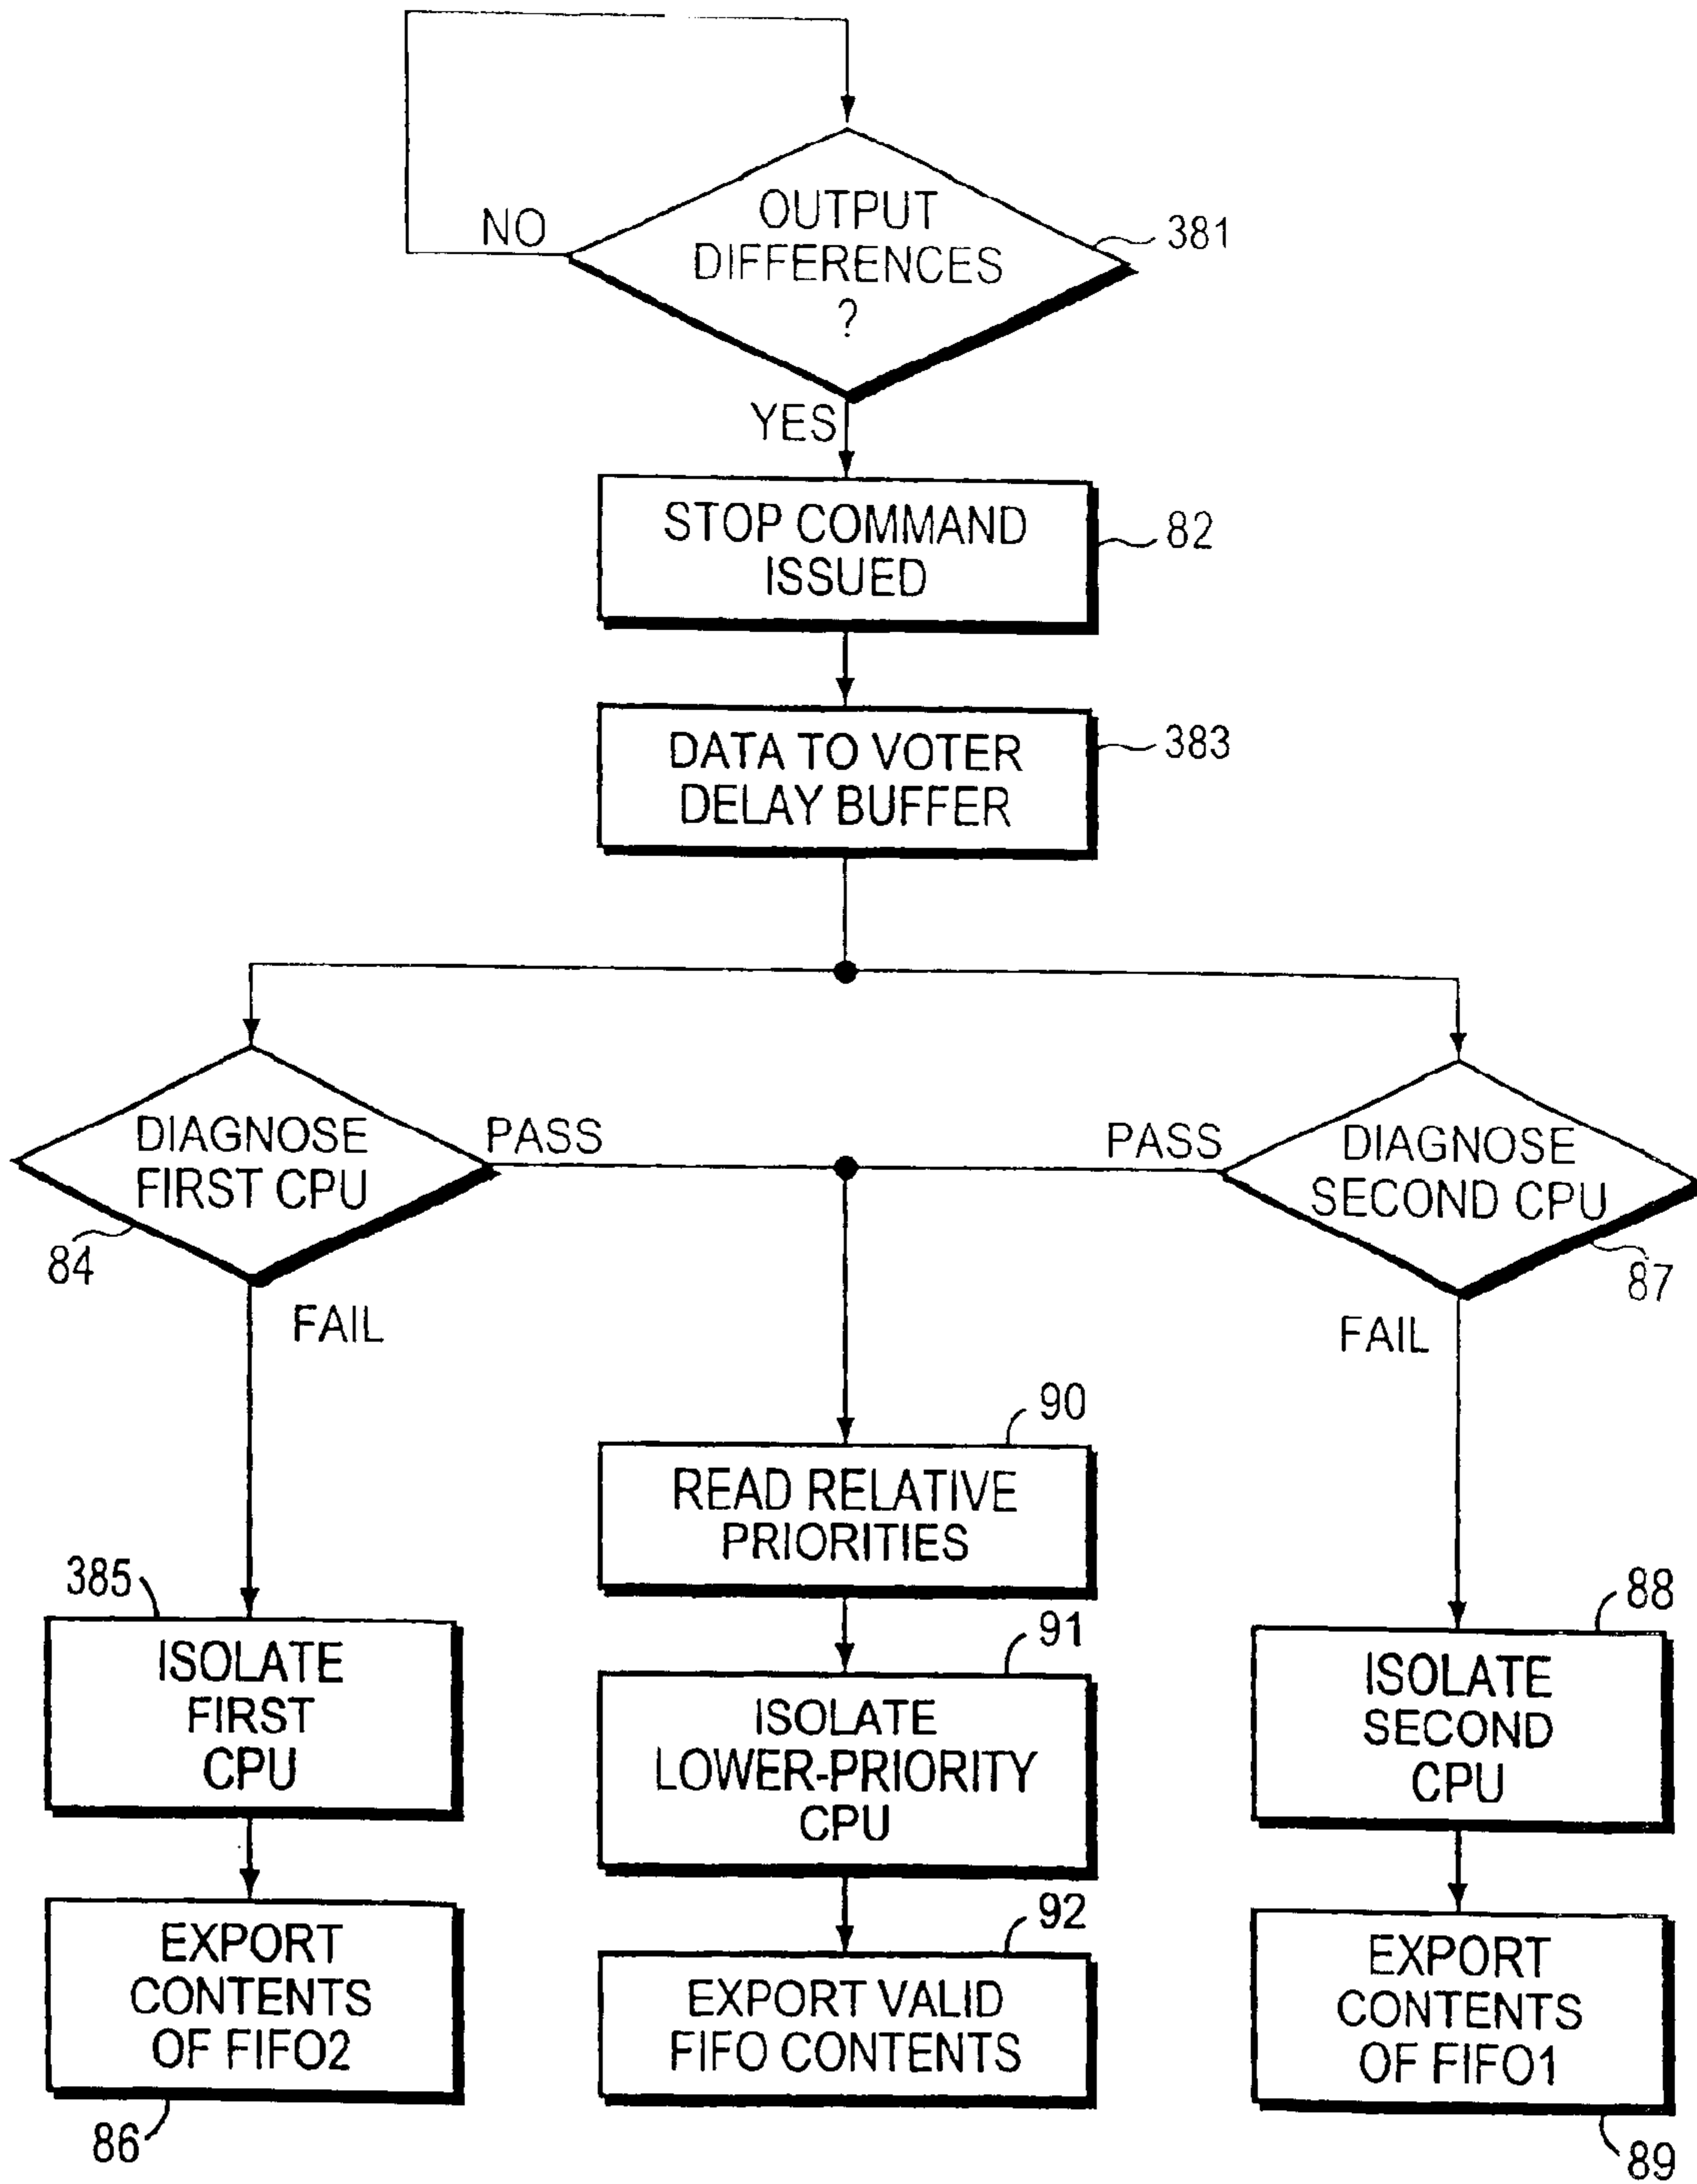 NO
OUTPUT
DIFFERENCES
?
381
YES
STOP COMMAND
ISSUED
82
DATA TO VOTER
DELAY BUFFER
383
DIAGNOSE
FIRST CPU
84
PASS
PASS
DIAGNOSE
SECOND CPU
87
FAIL
FAIL
90
READ RELATIVE
PRIORITIES
385
ISOLATE
FIRST
CPU
91
ISOLATE
LOWER-PRIORITY
CPU
88
ISOLATE
SECOND
CPU
EXPORT
CONTENTS
OF FIFO2
86
92
EXPORT VALID
FIFO CONTENTS
EXPORT
CONTENTS
OF FIFO1
89